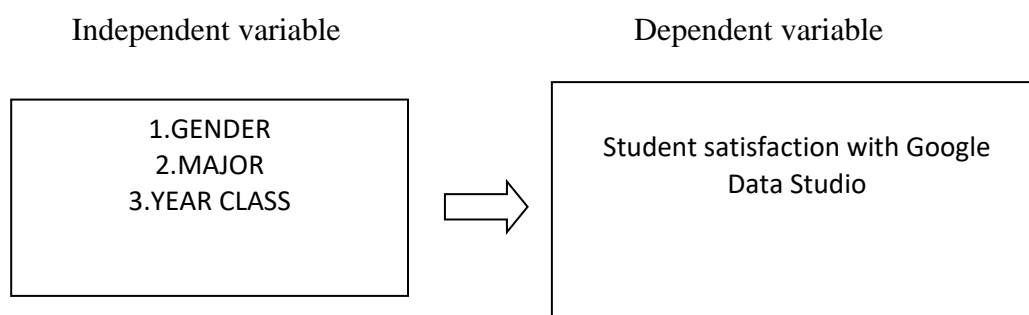 Independent variable
Dependent variable
1.GENDER
2.MAJOR
3.YEAR CLASS
Student satisfaction with Google
Data Studio